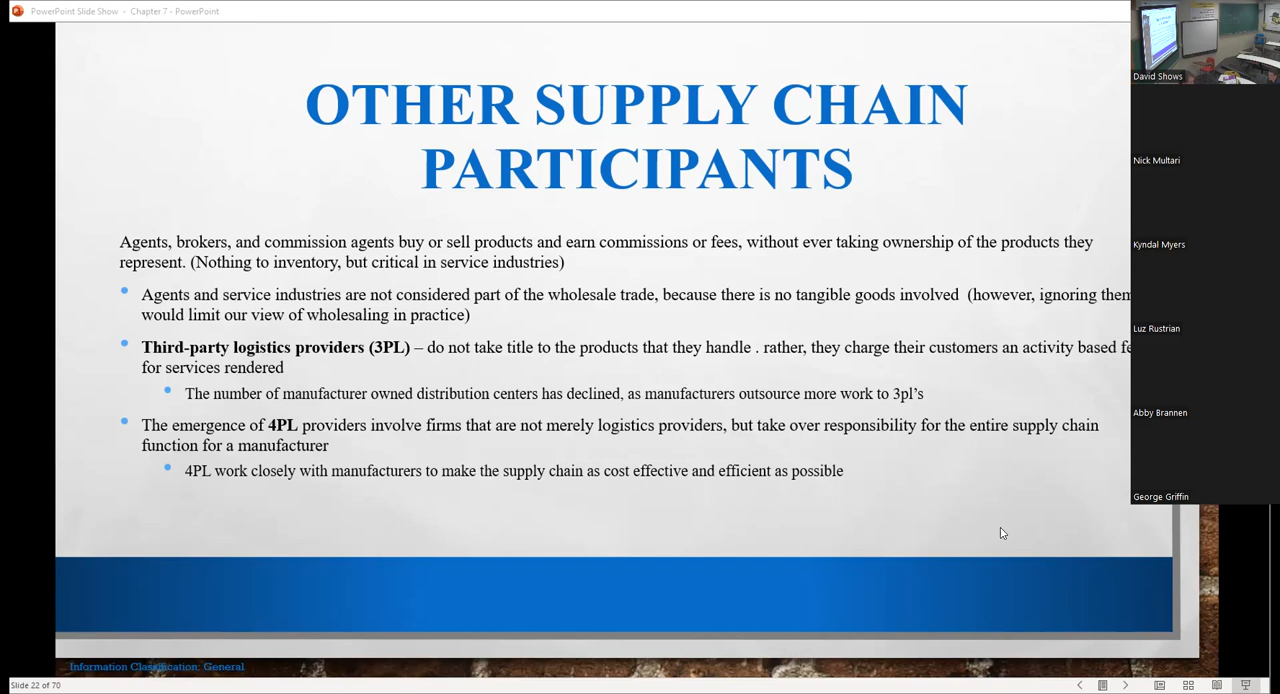 PowerPoint Slide Show - Chapter 7 - PowerPoint
OTHER SUPPLY CHAIN
PARTICIPANTS
Agents, brokers, and commission agents buy or sell products and earn commissions or fees, without ever taking ownership of the products they
represent. (Nothing to inventory, but critical in service industries)
Agents and service industries are not considered part of the wholesale trade, because there is no tangible goods involved (however, ignoring them
would limit our view of wholesaling in practice)
Third-party logistics providers (3PL) – do not take title to the products that they handle . rather, they charge their customers an activity based fe
for services rendered
The number of manufacturer owned distribution centers has declined, as manufacturers outsource more work to 3pl's
The emergence of 4PL providers involve firms that are not merely logistics providers, but take over responsibility for the entire supply chain
function for a manufacturer
4PL work closely with manufacturers to make the supply chain as cost effective and efficient as possible
Information Classification: General
Slide 22 of 70
David Shows
Nick Multari
Kyndal Myers
Luz Rustrian
Abby Brannen
George Griffin